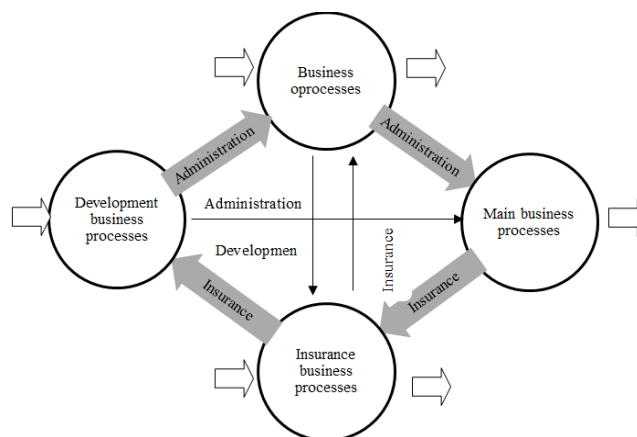 Business
oprocesses
Administration
Administration
Development
business
processes
Administration
Main business
processes
Developmen
Insurance
Insurance
Insurance
Insurance
business
processes